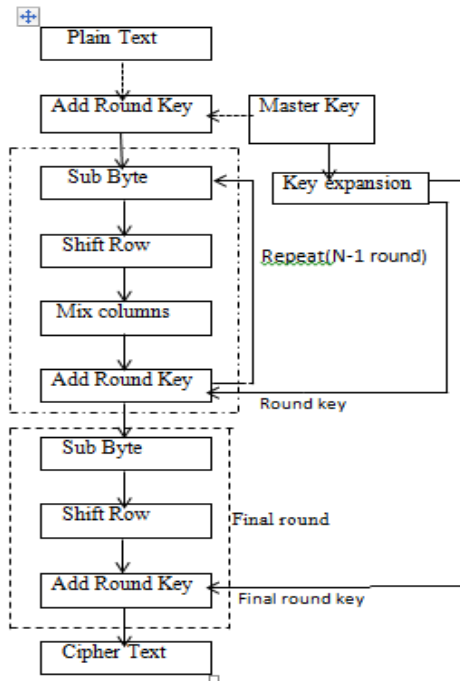 Plain Text
Add Round Key
Master Key
Sub Byte
Key expansion
Shift Row
Repeat(N-1 round)
Mix columns
Add Round Key
Round key
Sub Byte
Shift Row
Final round
Add Round Key
Final round key
Cipher Text